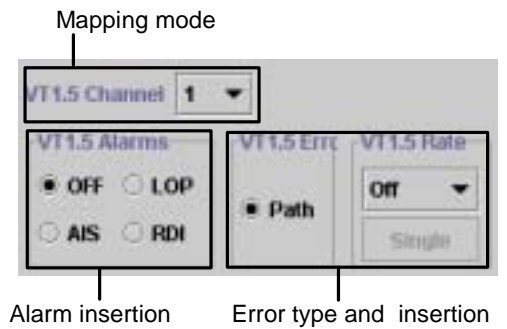 Mapping mode
VT1.5 Channel 1
VT1.5 Alarms
OFF LOP
AIS RDI
VT1.5 Erro
Path
VT1.5 Rate
Off
Single
Alarm insertion
Error type and insertion